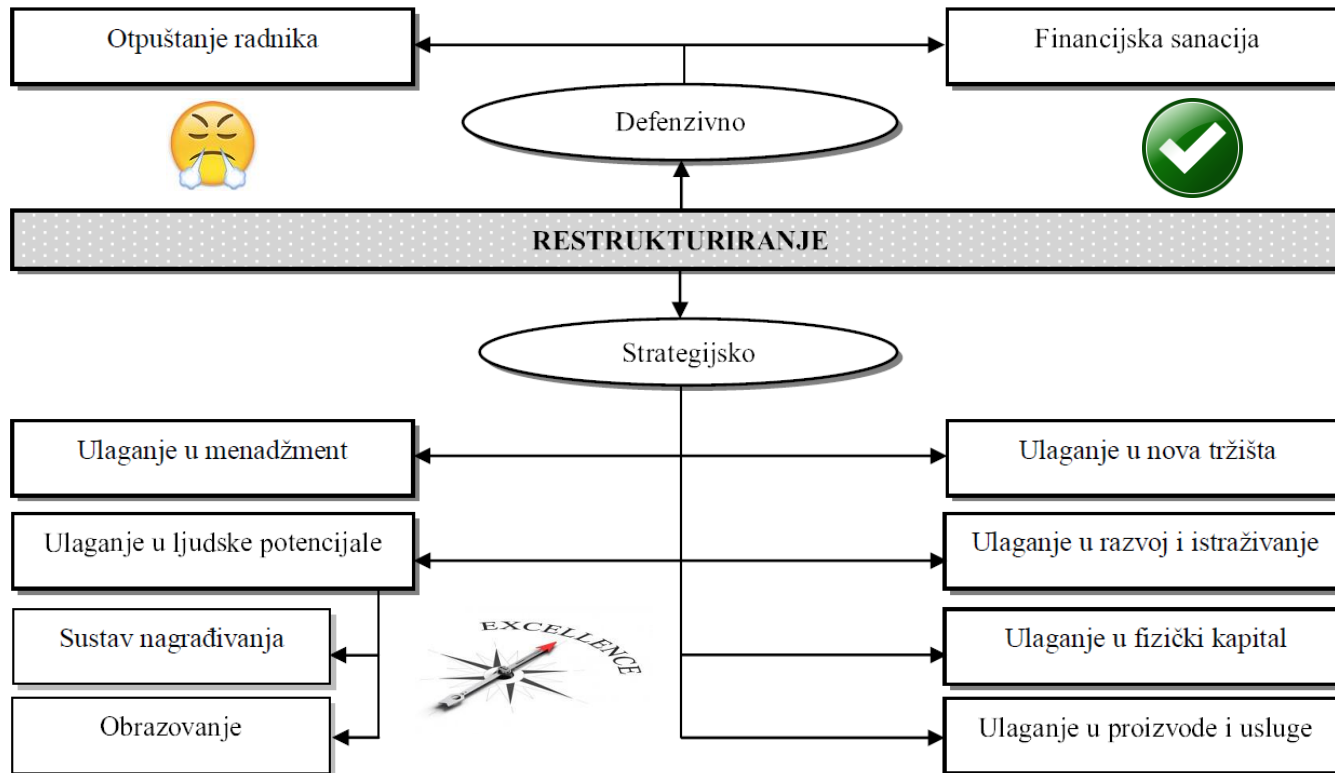 Otpuštanje radnika
Financijska sanacija
Defenzivno
RESTRUKTURIRANJE
Strategijsko
Ulaganje u menadžment
Ulaganje u nova tržišta
Ulaganje u ljudske potencijale
Ulaganje u razvoj i istraživanje
Sustav nagrađivanja
EXCELLENCE
Ulaganje u fizički kapital
Obrazovanje
Ulaganje u proizvode i usluge